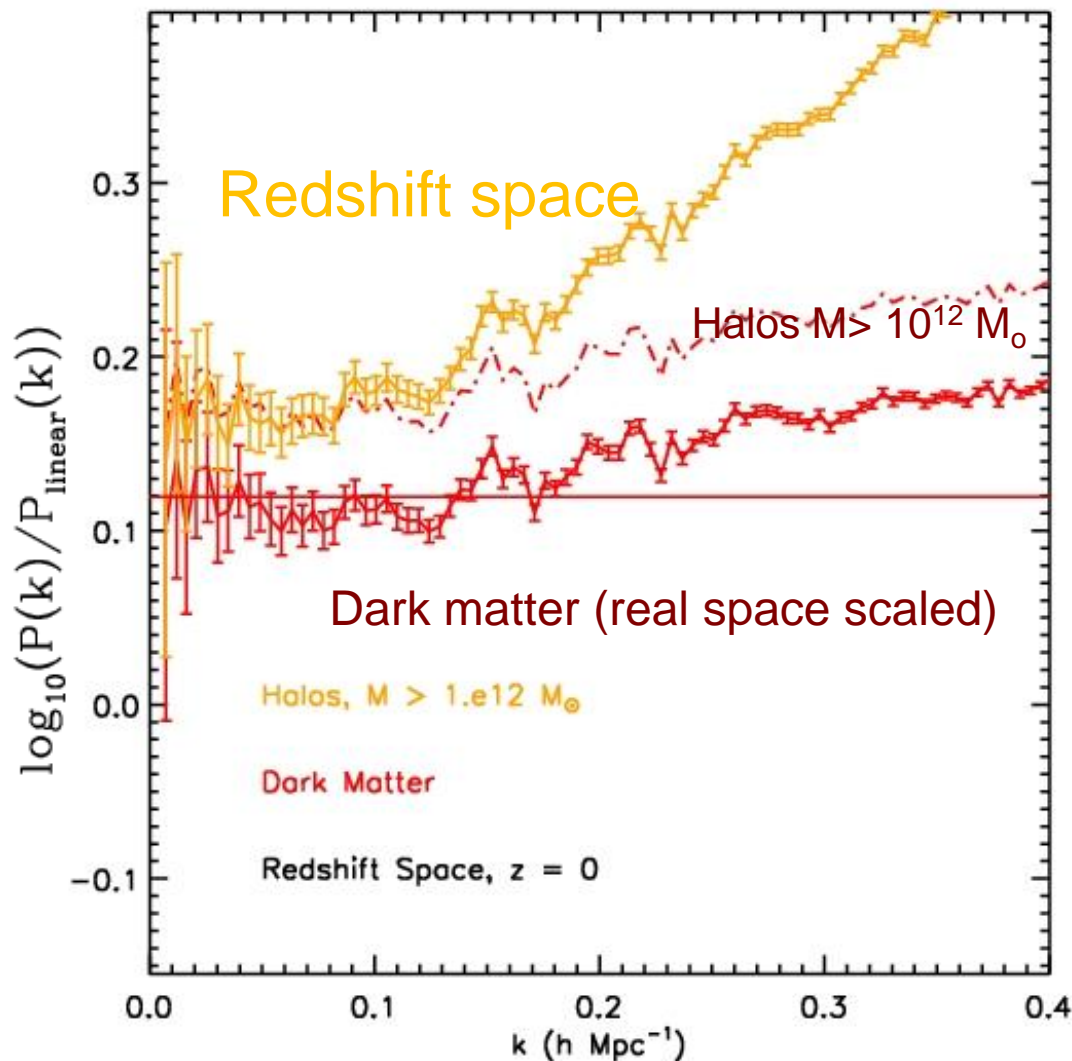 0.3
0.2
0.1
0.0
−0.1
log₁₀(P(k)/P_linear(k))
Redshift space
Halos M> 10¹² Mₒ
Dark matter (real space scaled)
Halos, M > 1.e12 M☉
Dark Matter
Redshift Space, z = 0
0.0 0.1 0.2 0.3 0.4
k (h Mpc⁻¹)